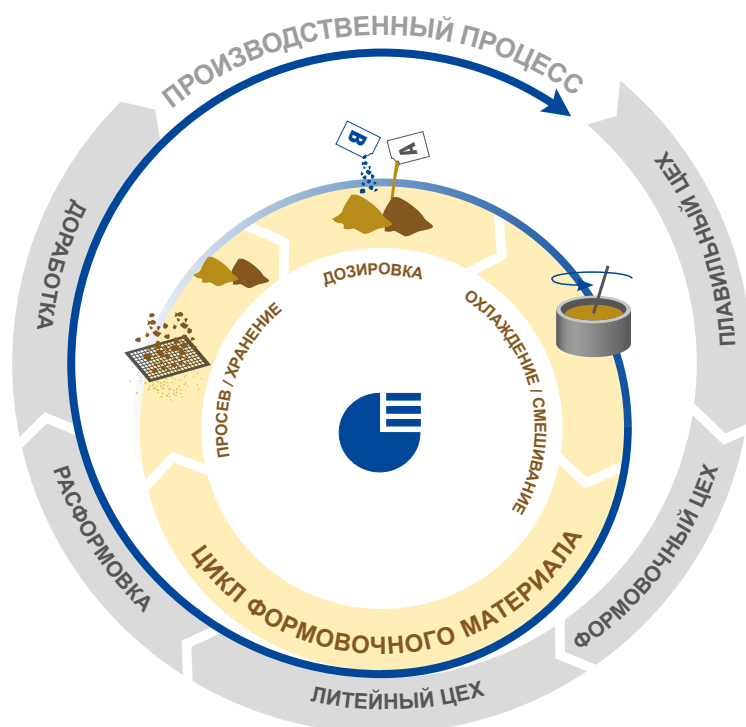 ПРОИЗВОДСТВЕННЫЙ ПРОЦЕСС
ПЛАВИЛЬНЫЙ ЦЕХ
ФОРМОВОЧНЫЙ ЦЕХ
ЛИТЕЙНЫЙ ЦЕХ
РАСФОРМОВКА
ДОРАБОТКА
B
A
ПРОСЕВ / ХРАНЕНИЕ
ДОЗИРОВКА
ОХЛАЖДЕНИЕ / СМЕШИВАНИЕ
ЦИКЛ ФОРМОВОЧНОГО МАТЕРИАЛА